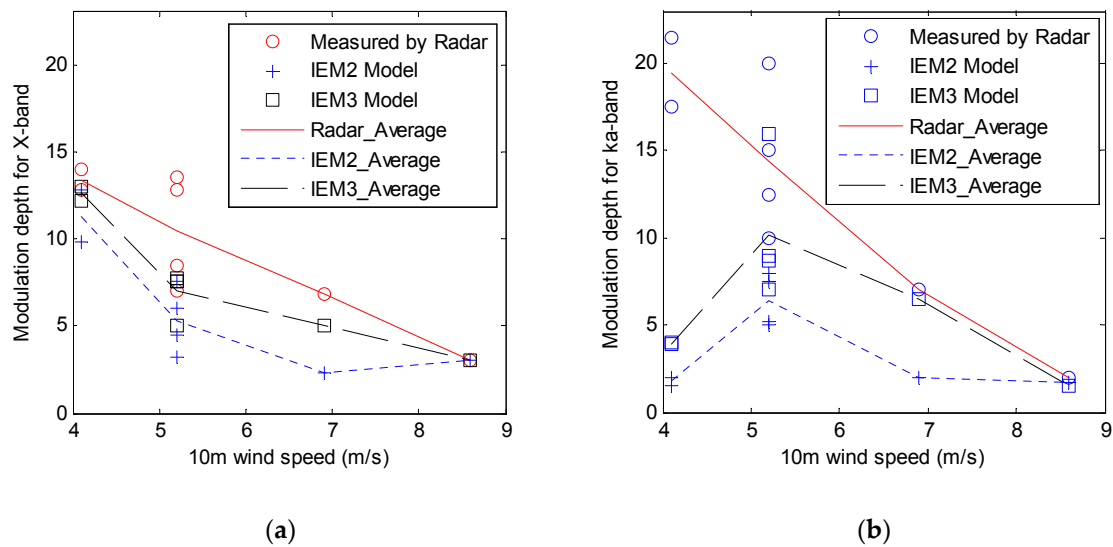 Modulation depth for X-band
20
15
10
5
0
Measured by Radar
IEM2 Model
IEM3 Model
Radar_Average
IEM2_Average
IEM3_Average
4 5 6 7 8 9
10m wind speed (m/s)
(a)
Modulation depth for ka-band
20
15
10
5
0
Measured by Radar
IEM2 Model
IEM3 Model
Radar_Average
IEM2_Average
IEM3_Average
4 5 6 7 8 9
10m wind speed (m/s)
(b)